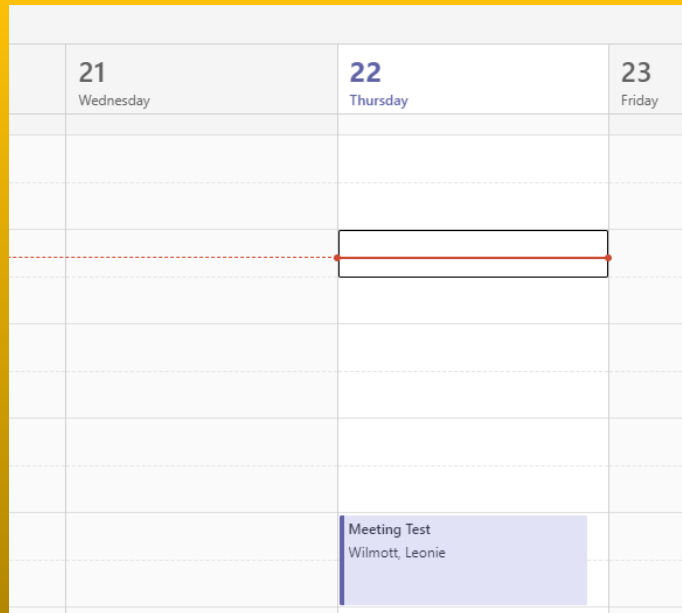 21
Wednesday
22
Thursday
23
Friday
Meeting Test
Wilmott, Leonie